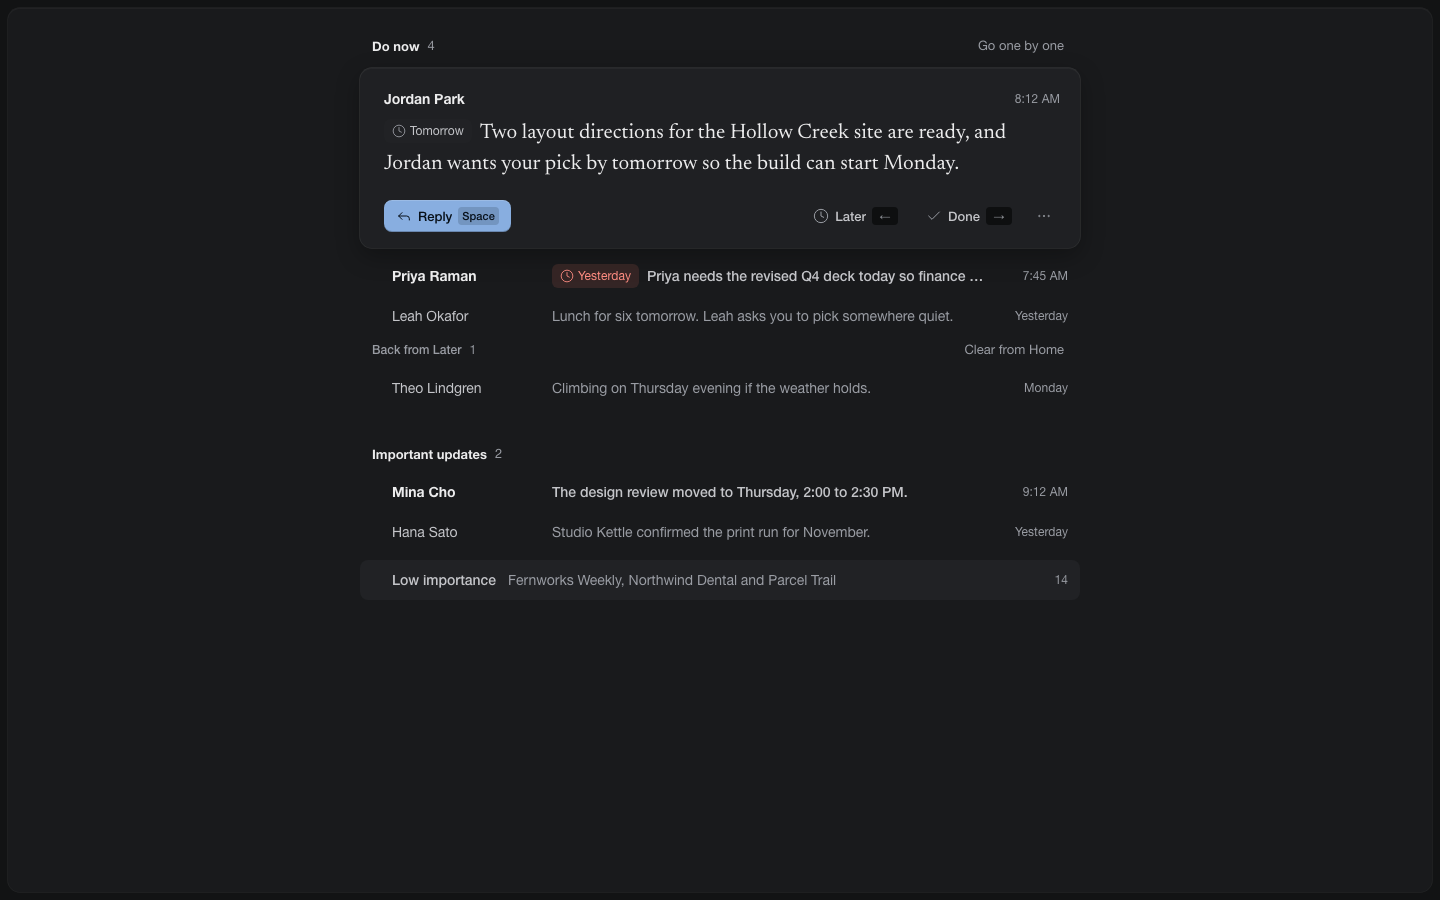 Do now 4 Go one by one
Jordan Park 8:12 AM
Tomorrow Two layout directions for the Hollow Creek site are ready, and
Jordan wants your pick by tomorrow so the build can start Monday.
Reply Space Later ← Done → ···
Priya Raman Yesterday Priya needs the revised Q4 deck today so finance … 7:45 AM
Leah Okafor Lunch for six tomorrow. Leah asks you to pick somewhere quiet. Yesterday
Back from Later 1 Clear from Home
Theo Lindgren Climbing on Thursday evening if the weather holds. Monday
Important updates 2
Mina Cho The design review moved to Thursday, 2:00 to 2:30 PM. 9:12 AM
Hana Sato Studio Kettle confirmed the print run for November. Yesterday
Low importance Fernworks Weekly, Northwind Dental and Parcel Trail 14